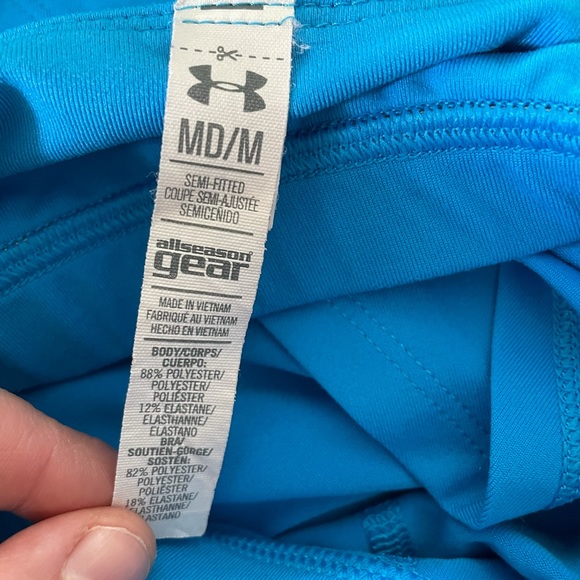 MD/M
SEMI-FITTED
COUPE SEMI-AJUSTÉE
SEMICEÑIDO
allseason
gear
MADE IN VIETNAM
FABRIQUÉ AU VIETNAM
HECHO EN VIETNAM
BODY/CORPS/
CUERPO:
88% POLYESTER/
POLYESTER/
POLIÉSTER
12% ELASTANE/
ELASTHANNE/
ELASTANO
BRA/
SOUTIEN-GORGE/
SOSTÉN:
82% POLYESTER/
POLYESTER/
POLIÉSTER
18% ELASTANE/
ELASTHANNE/